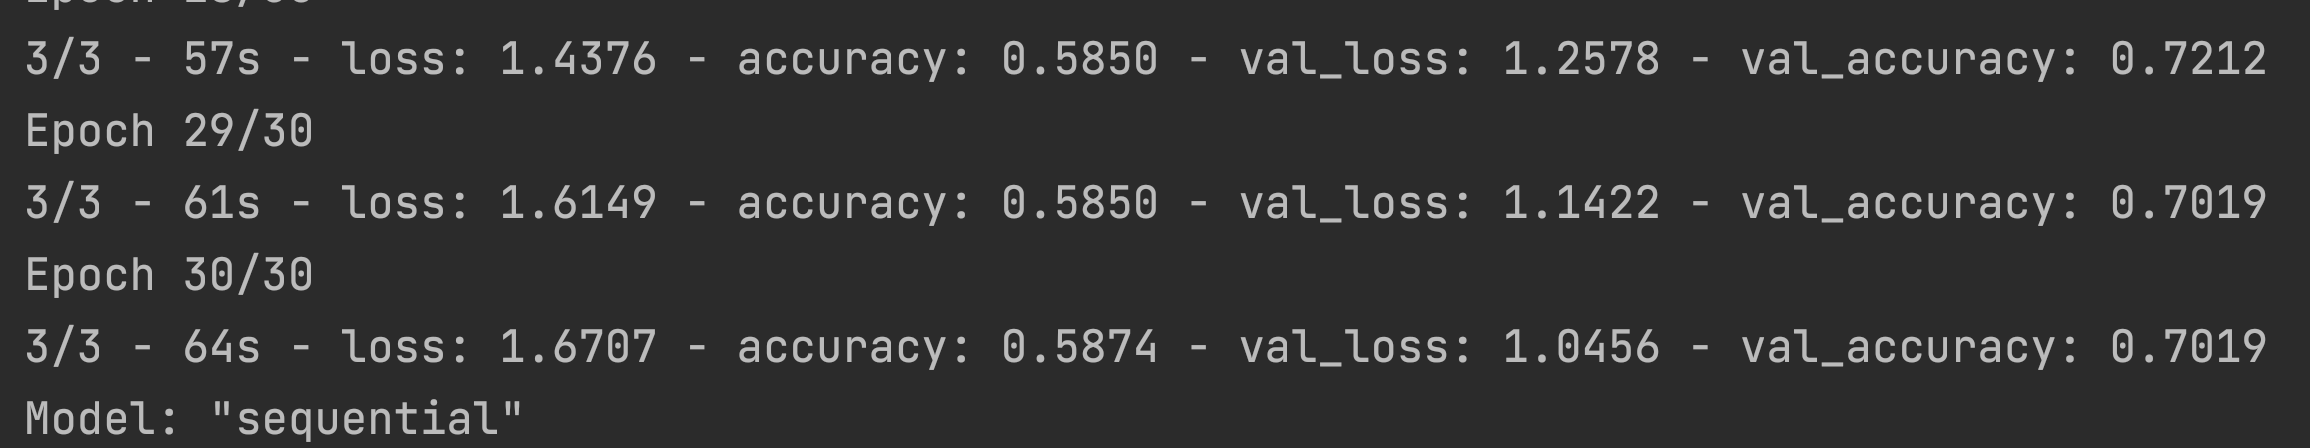 3/3 - 57s - loss: 1.4376 - accuracy: 0.5850 - val_loss: 1.2578 - val_accuracy: 0.7212
Epoch 29/30
3/3 - 61s - loss: 1.6149 - accuracy: 0.5850 - val_loss: 1.1422 - val_accuracy: 0.7019
Epoch 30/30
3/3 - 64s - loss: 1.6707 - accuracy: 0.5874 - val_loss: 1.0456 - val_accuracy: 0.7019
Model: "sequential"